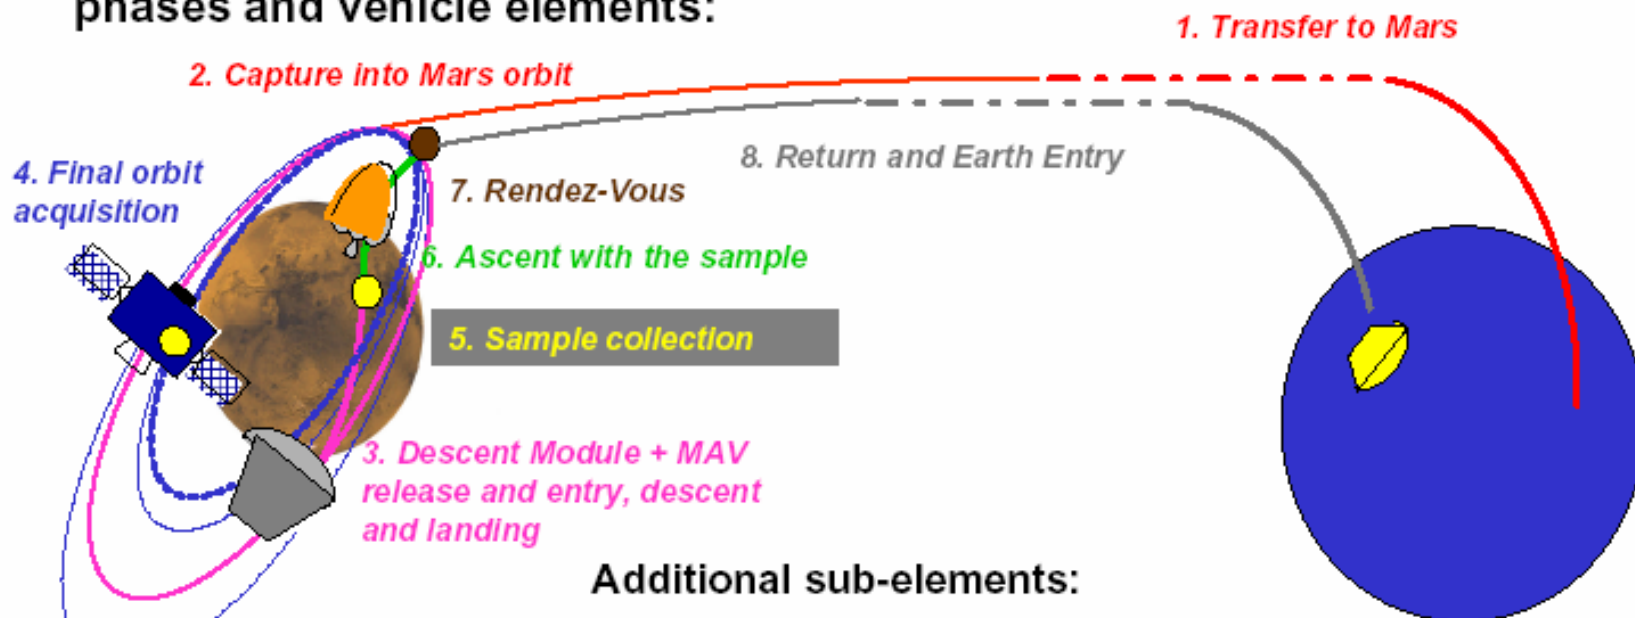 phases and vehicle elements:
1. Transfer to Mars
2. Capture into Mars orbit
8. Return and Earth Entry
4. Final orbit
acquisition
7. Rendez-Vous
6. Ascent with the sample
5. Sample collection
3. Descent Module + MAV
release and entry, descent
and landing
Additional sub-elements: